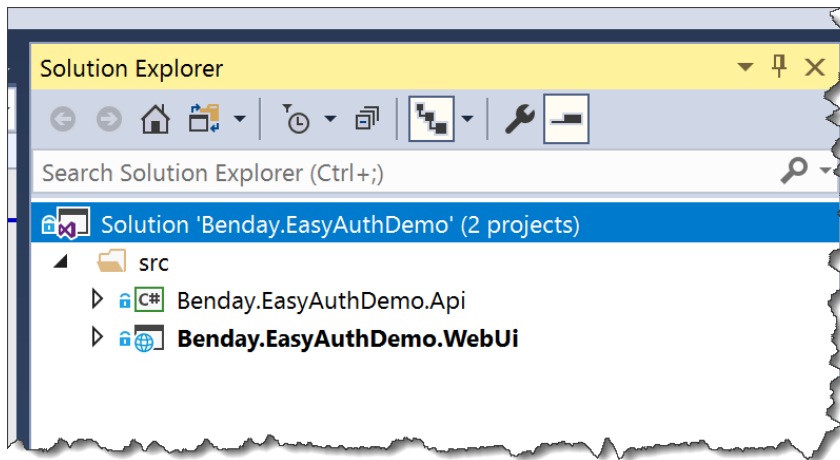 Solution Explorer
Search Solution Explorer (Ctrl+;)
Solution 'Benday.EasyAuthDemo' (2 projects)
src
C# Benday.EasyAuthDemo.Api
Benday.EasyAuthDemo.WebUi